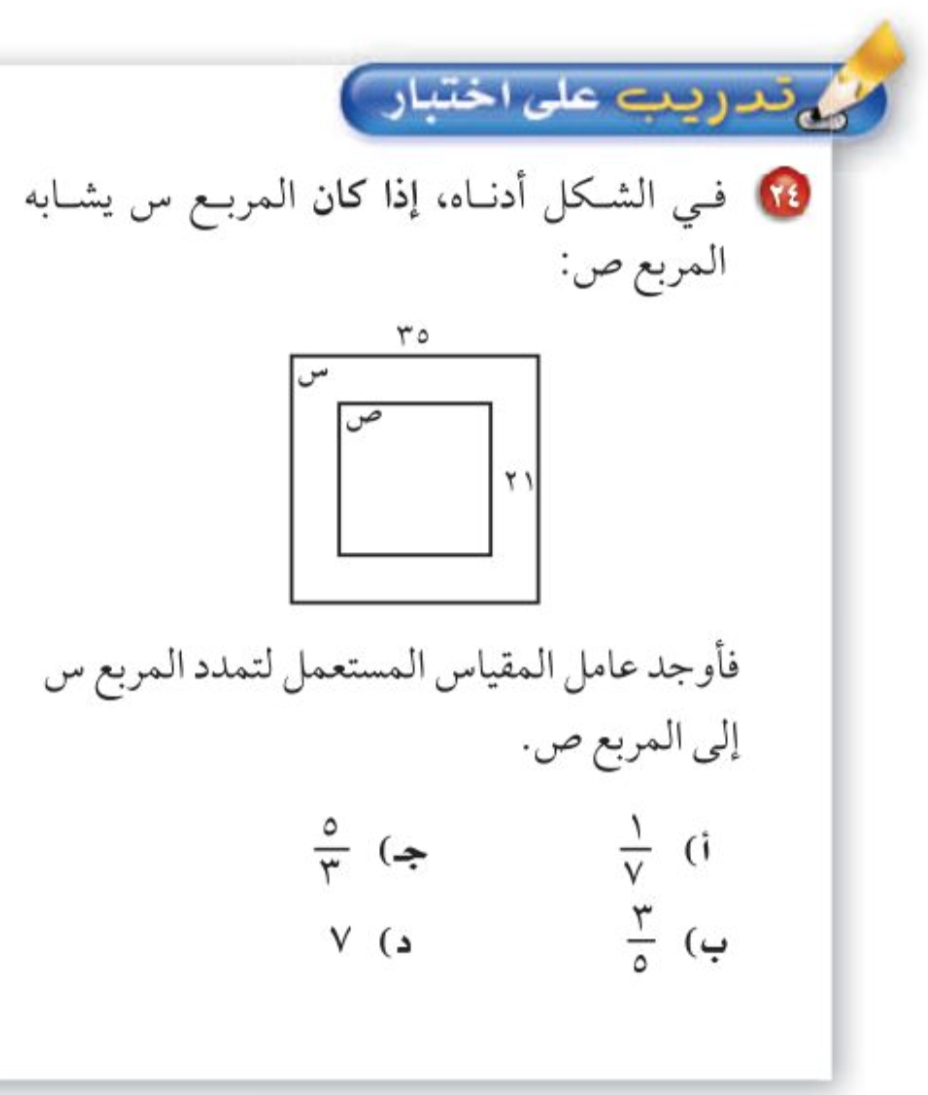 تدريب على اختبار
٢٤ في الشكل أدناه، إذا كان المربع س يشابه
المربع ص:
٣٥
س
ص
٢١
فأوجد عامل المقياس المستعمل لتمدد المربع س
إلى المربع ص.
أ) ١/٧ جـ) ٥/٣
ب) ٣/٥ د) ٧